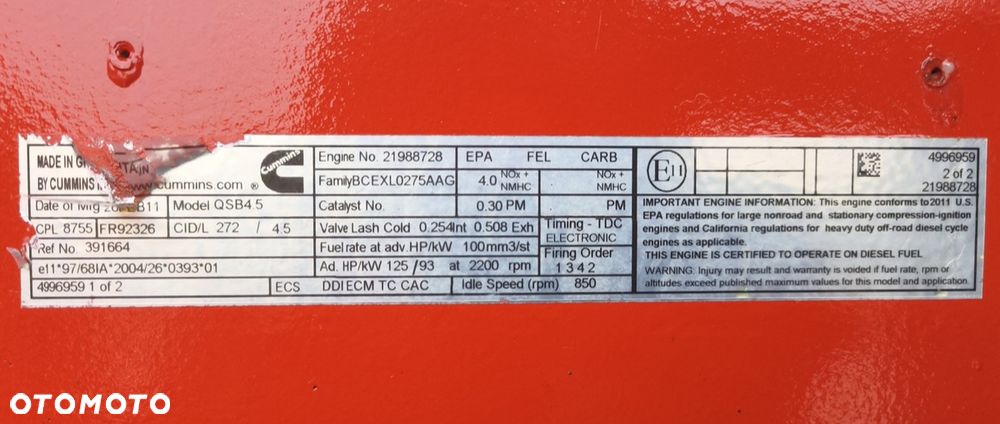 MADE IN
BY CUMMINS www.cummins.com ®
Cummins
Date of Mfg B11 Model QSB4.5
CPL 8755 FR92326 CID/L 272 / 4.5
Ref No 391664
e11*97/68IA*2004/26*0393*01
4996959 1 of 2 ECS DDI ECM TC CAC Idle Speed (rpm) 850
Engine No. 21988728 EPA FEL CARB
Family BCEXL0275AAG 4.0 NOx + NMHC NOx + NMHC
Catalyst No. 0.30 PM PM
Valve Lash Cold 0.254Int 0.508 Exh Timing - TDC
ELECTRONIC
Fuel rate at adv. HP/kW 100mm3/st Firing Order
Ad. HP/kW 125 /93 at 2200 rpm 1 3 4 2
E11
4996959
2 of 2
21988728
IMPORTANT ENGINE INFORMATION: This engine conforms to 2011 U.S.
EPA regulations for large nonroad and stationary compression-ignition
engines and California regulations for heavy duty off-road diesel cycle
engines as applicable.
THIS ENGINE IS CERTIFIED TO OPERATE ON DIESEL FUEL
WARNING: Injury may result and warranty is voided if fuel rate, rpm or
altitudes exceed published maximum values for this model and application.
OTOMOTO